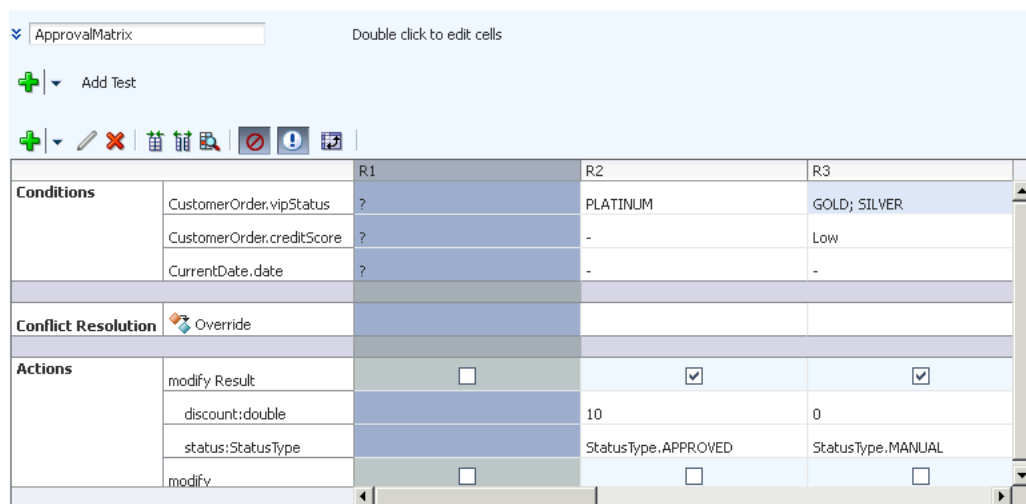 ApprovalMatrix Double click to edit cells
Add Test
R1 R2 R3
Conditions
CustomerOrder.vipStatus ? PLATINUM GOLD; SILVER
CustomerOrder.creditScore ? - Low
CurrentDate.date ? - -
Conflict Resolution Override
Actions
modify Result
discount:double 10 0
status:StatusType StatusType.APPROVED StatusType.MANUAL
modify